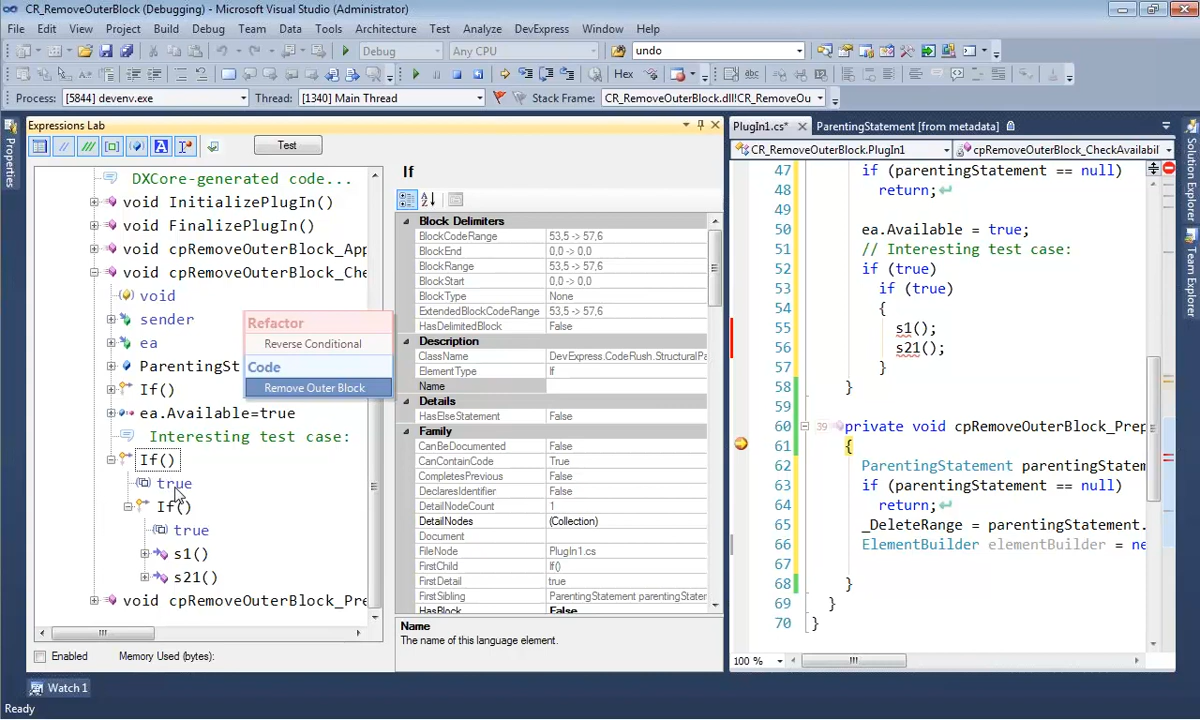 CR_RemoveOuterBlock (Debugging) - Microsoft Visual Studio (Administrator)
File Edit View Project Build Debug Team Data Tools Architecture Test Analyze DevExpress Window Help
Debug Any CPU undo
Hex
Process: [5844] devenv.exe Thread: [1340] Main Thread Stack Frame: CR_RemoveOuterBlock.dll!CR_RemoveOu
Properties
Expressions Lab
Test
DXCore-generated code...
void InitializePlugIn()
void FinalizePlugIn()
void cpRemoveOuterBlock_App
void cpRemoveOuterBlock_Che
void
sender
ea
ParentingSt
If()
ea.Available=true
Interesting test case:
If()
true
If()
true
s1()
s21()
void cpRemoveOuterBlock_Pre
Enabled Memory Used (bytes):
Refactor
Reverse Conditional
Code
Remove Outer Block
If
Block Delimiters
BlockCodeRange 53,5 -> 57,6
BlockEnd 0,0 -> 0,0
BlockRange 53,5 -> 57,6
BlockStart 0,0 -> 0,0
BlockType None
ExtendedBlockCodeRange 53,5 -> 57,6
HasDelimitedBlock False
Description
ClassName DevExpress.CodeRush.StructuralPa
ElementType If
Name
Details
HasElseStatement False
Family
CanBeDocumented False
CanContainCode True
CompletesPrevious False
DeclaresIdentifier False
DetailNodeCount 1
DetailNodes (Collection)
Document
FileNode PlugIn1.cs
FirstChild If()
FirstDetail true
FirstSibling ParentingStatement parentingStatem
HasBlock False
Name
The name of this language element.
PlugIn1.cs* ParentingStatement [from metadata]
CR_RemoveOuterBlock.PlugIn1 cpRemoveOuterBlock_CheckAvailabil
47 if (parentingStatement == null)
48 return;
49
50 ea.Available = true;
51 // Interesting test case:
52 if (true)
53 if (true)
54 {
55 s1();
56 s21();
57 }
58 }
59
60 39 private void cpRemoveOuterBlock_Prep
61 {
62 ParentingStatement parentingStatem
63 if (parentingStatement == null)
64 return;
65 _DeleteRange = parentingStatement.
66 ElementBuilder elementBuilder = ne
67
68 }
69 }
70 }
100 %
Solution Explorer
Team Explorer
Watch 1
Ready